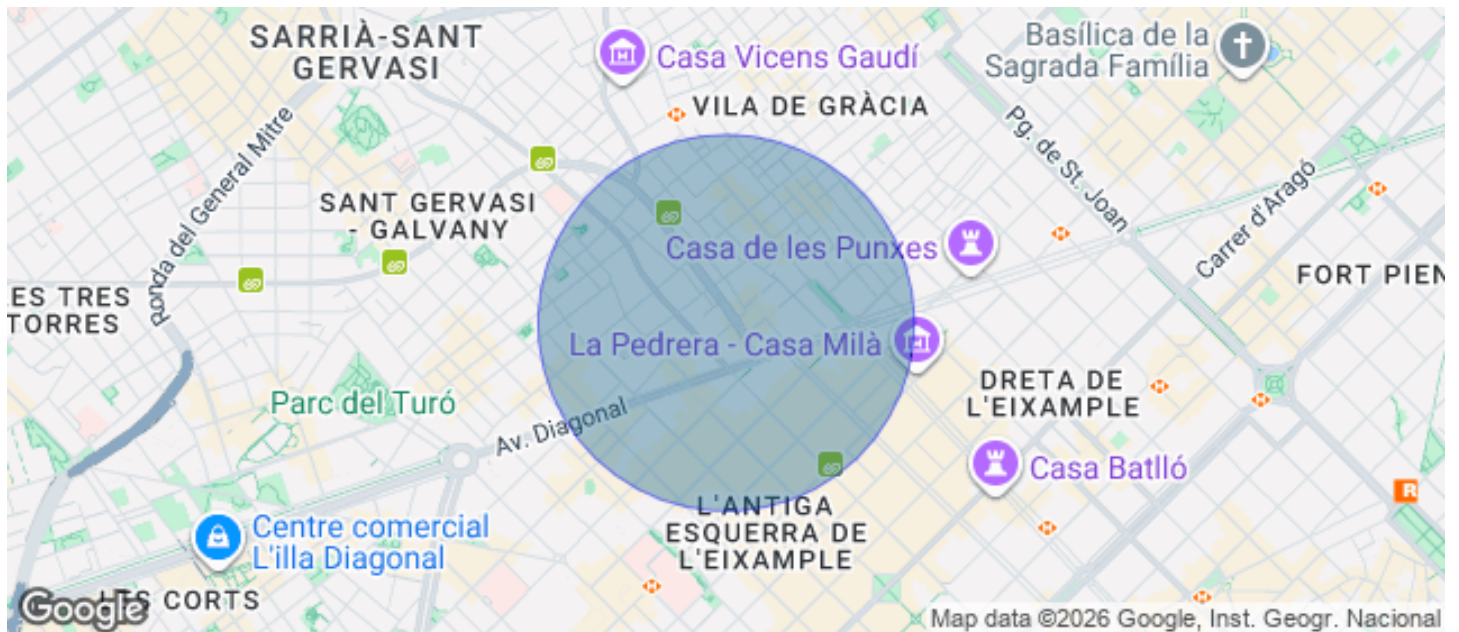 SARRIÀ-SANT
GERVASI
Casa Vicens Gaudí
Basílica de la
Sagrada Família
VILA DE GRÀCIA
Ronda del General Mitre
Pg. de St. Joan
Carrer d'Aragó
SANT GERVASI
- GALVANY
Casa de les Punxes
FORT PIEN
ES TRES
TORRES
La Pedrera - Casa Milà
DRETA DE
L'EIXAMPLE
Parc del Turó
Av. Diagonal
Casa Batlló
L'ANTIGA
ESQUERRA DE
L'EIXAMPLE
R
Centre comercial
L'illa Diagonal
Google
CORTS
Map data ©2026 Google, Inst. Geogr. Nacional